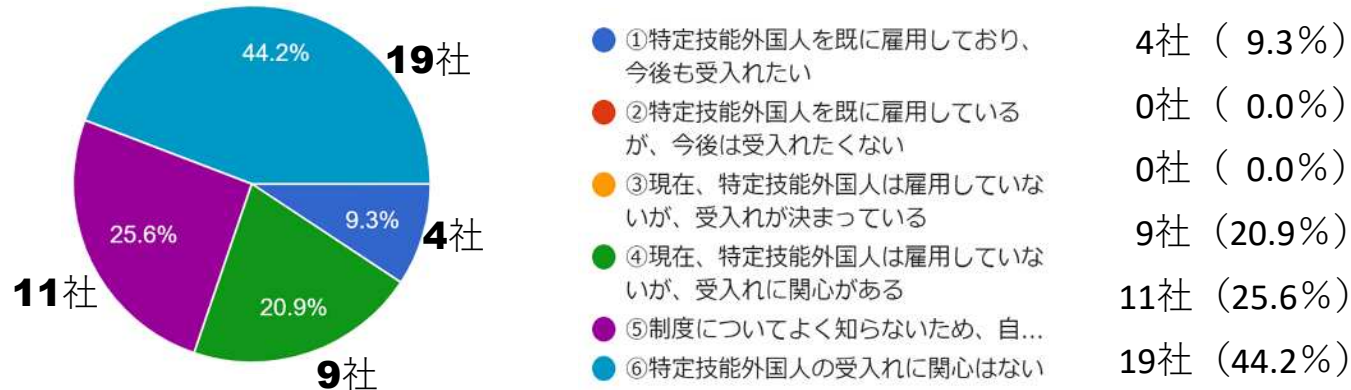 44.2%
19社
9.3%
4社
25.6%
11社
20.9%
9社
①特定技能外国人を既に雇用しており、
今後も受入れたい
②特定技能外国人を既に雇用している
が、今後は受入れたくない
③現在、特定技能外国人は雇用していな
いが、受入れが決まっている
④現在、特定技能外国人は雇用していな
いが、受入れに関心がある
⑤制度についてよく知らないため、自...
⑥特定技能外国人の受入れに関心はない
4社（ 9.3％）
0社（ 0.0％）
0社（ 0.0％）
9社（20.9％）
11社（25.6％）
19社（44.2％）